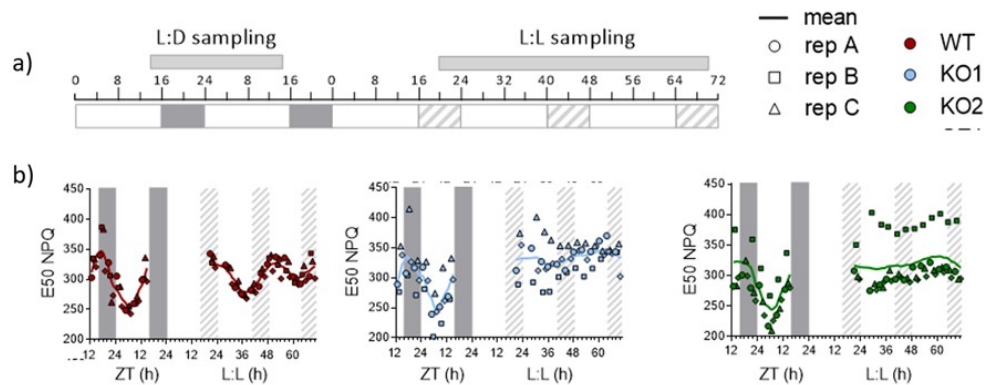 L:D sampling L:L sampling
a)
0 8 16 24 8 16 0 8 16 24 32 40 48 56 64 72
mean
rep A WT
rep B KO1
rep C KO2
b)
450 450 450
400 400 400
350 350 350
300 300 300
250 250 250
200 200 200
E50 NPQ E50 NPQ E50 NPQ
12 24 12 24 36 48 60 12 24 12 24 36 48 60 12 24 12 24 36 48 60
ZT (h) L:L (h) ZT (h) L:L (h) ZT (h) L:L (h)